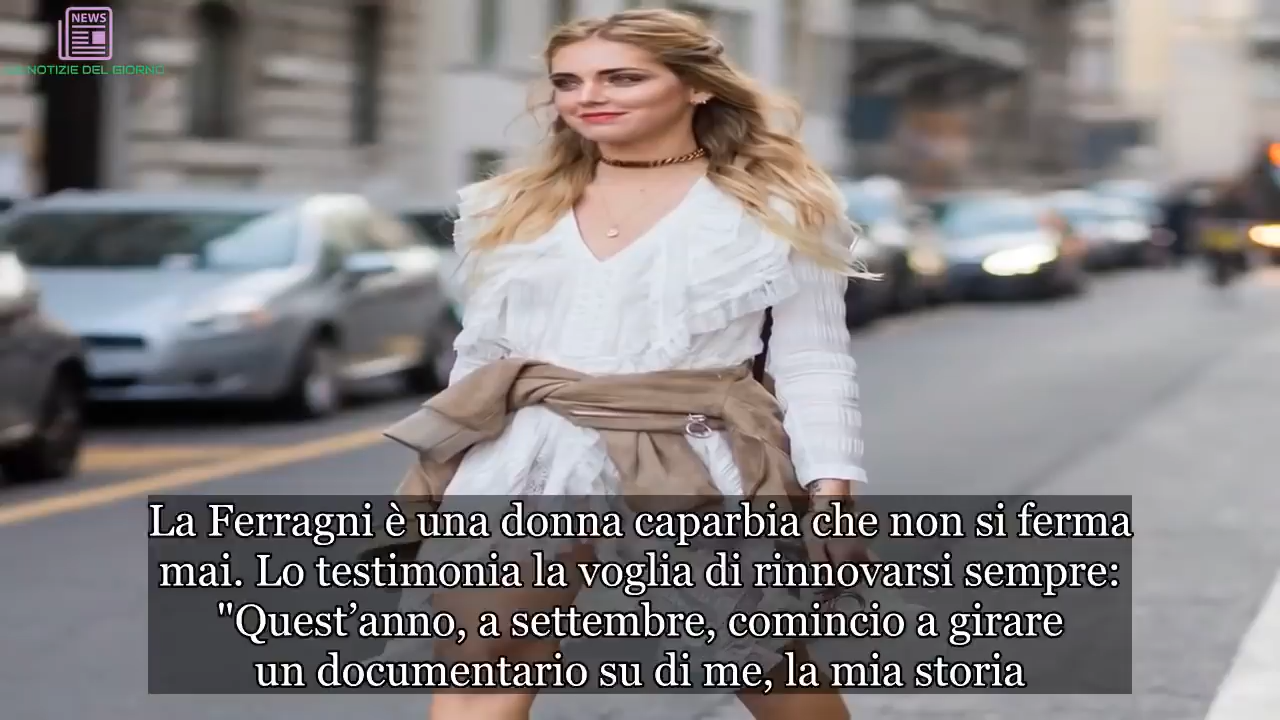 NEWS
NOTIZIE DEL GIORNO
La Ferragni è una donna caparbia che non si ferma
mai. Lo testimonia la voglia di rinnovarsi sempre:
"Quest’anno, a settembre, comincio a girare
un documentario su di me, la mia storia